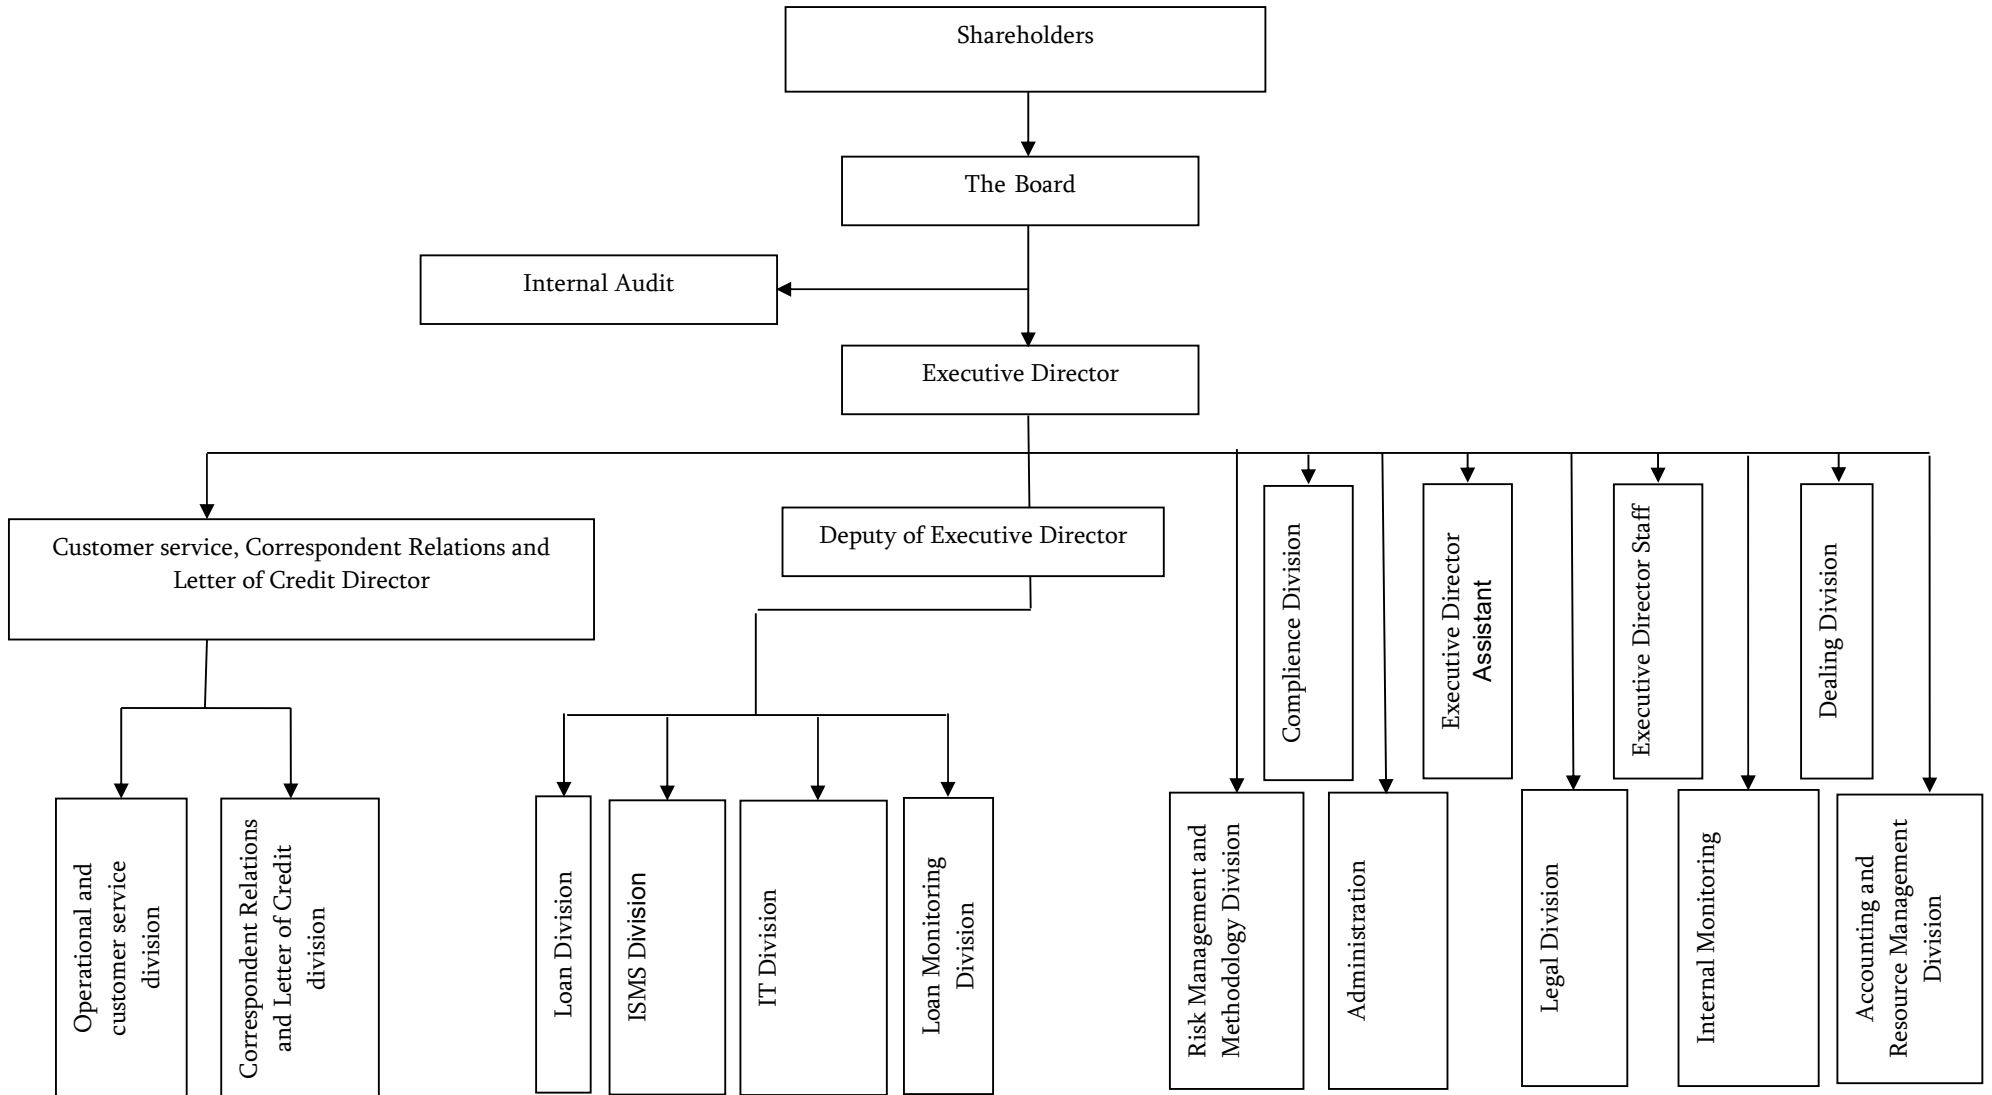 Shareholders
The Board
Internal Audit
Executive Director
Customer service, Correspondent Relations and
Letter of Credit Director
Deputy of Executive Director
Complience Division
Executive Director
Assistant
Executive Director Staff
Dealing Division
Operational and
customer service
division
Correspondent Relations
and Letter of Credit
division
Loan Division
ISMS Division
IT Division
Loan Monitoring
Division
Risk Management and
Methodology Division
Administration
Legal Division
Internal Monitoring
Accounting and
Resource Management
Division